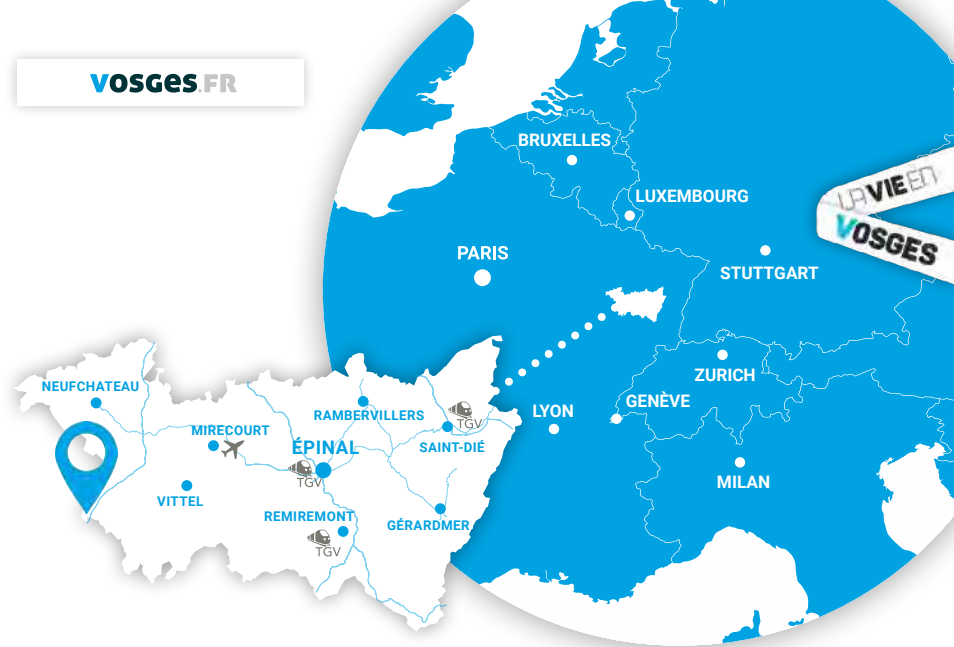 VOSGES.FR
BRUXELLES
LUXEMBOURG
LA VIE EN
VOSGES
PARIS
STUTTGART
ZURICH
GENÈVE
LYON
MILAN
NEUFCHATEAU
RAMBERVILLERS
TGV
MIRECOURT
ÉPINAL
SAINT-DIÉ
TGV
VITTEL
REMIREMONT
GÉRARDMER
TGV